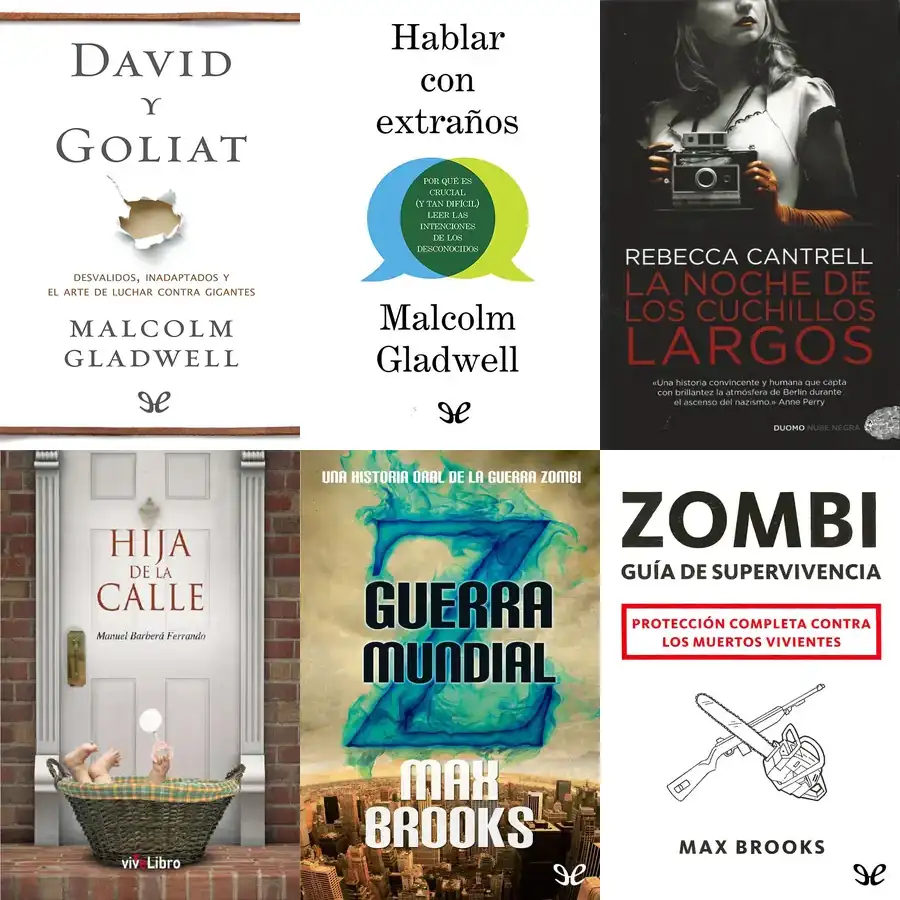 DAVID
Y
GOLIAT
DESVALIDOS, INADAPTADOS Y
EL ARTE DE LUCHAR CONTRA GIGANTES
MALCOLM
GLADWELL
Hablar
con
extraños
POR QUÉ ES
CRUCIAL
(Y TAN DIFÍCIL)
LEER LAS
INTENCIONES
DE LOS
DESCONOCIDOS
Malcolm
Gladwell
REBECCA CANTRELL
LA NOCHE DE
LOS CUCHILLOS
LARGOS
«Una historia convincente y humana que capta
con brillantez la atmósfera de Berlín durante
el ascenso del nazismo.» Anne Perry
DUOMO NUBE NEGRA
HIJA
DE LA
CALLE
Manuel Barberá Ferrando
viveLibro
UNA HISTORIA ORAL DE LA GUERRA ZOMBI
Z
GUERRA
MUNDIAL
MAX
BROOKS
ZOMBI
GUÍA DE SUPERVIVENCIA
PROTECCIÓN COMPLETA CONTRA
LOS MUERTOS VIVIENTES
MAX BROOKS